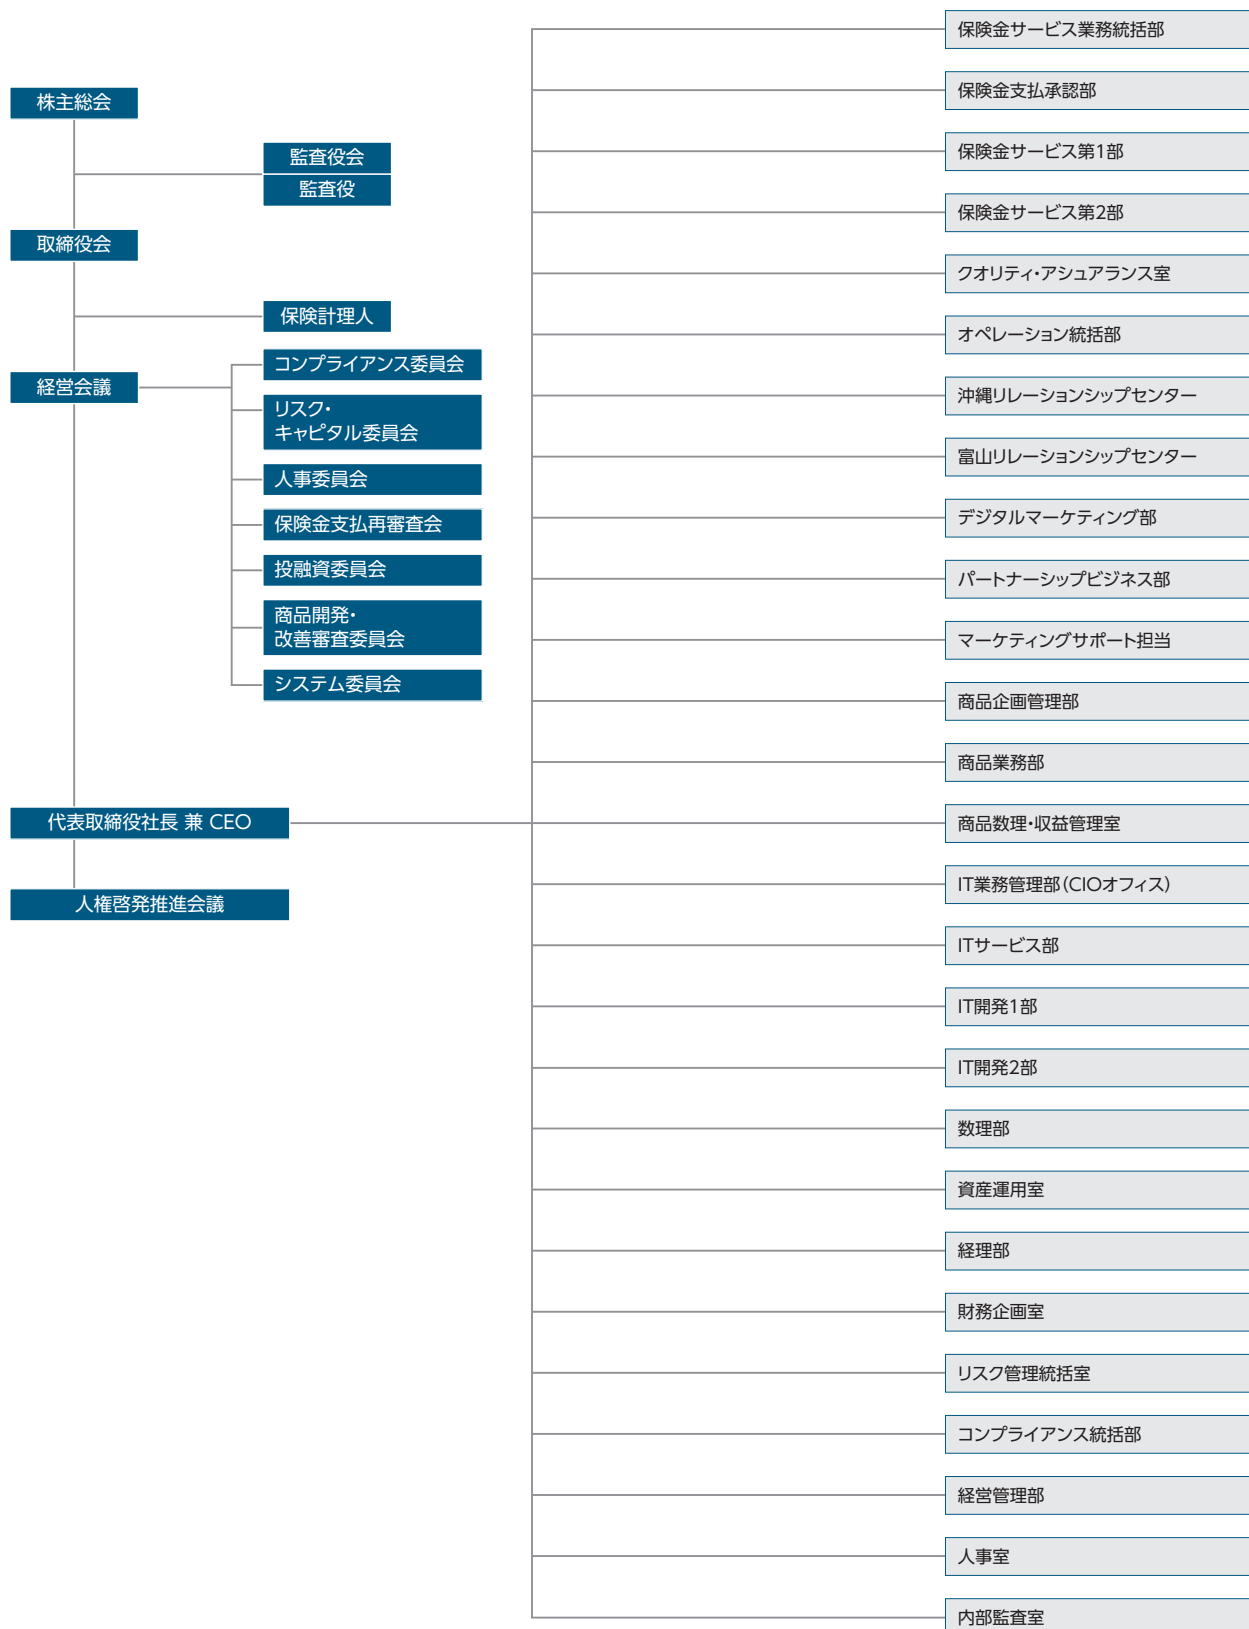 株主総会
監査役会
監査役
取締役会
保険計理人
経営会議
コンプライアンス委員会
リスク・
キャピタル委員会
人事委員会
保険金支払再審査会
投融資委員会
商品開発・
改善審査委員会
システム委員会
代表取締役社長 兼 CEO
人権啓発推進会議
保険金サービス業務統括部
保険金支払承認部
保険金サービス第1部
保険金サービス第2部
クオリティ・アシュアランス室
オペレーション統括部
沖縄リレーションシップセンター
富山リレーションシップセンター
デジタルマーケティング部
パートナーシップビジネス部
マーケティングサポート担当
商品企画管理部
商品業務部
商品数理・収益管理室
IT業務管理部(CIOオフィス)
ITサービス部
IT開発1部
IT開発2部
数理部
資産運用室
経理部
財務企画室
リスク管理統括室
コンプライアンス統括部
経営管理部
人事室
内部監査室